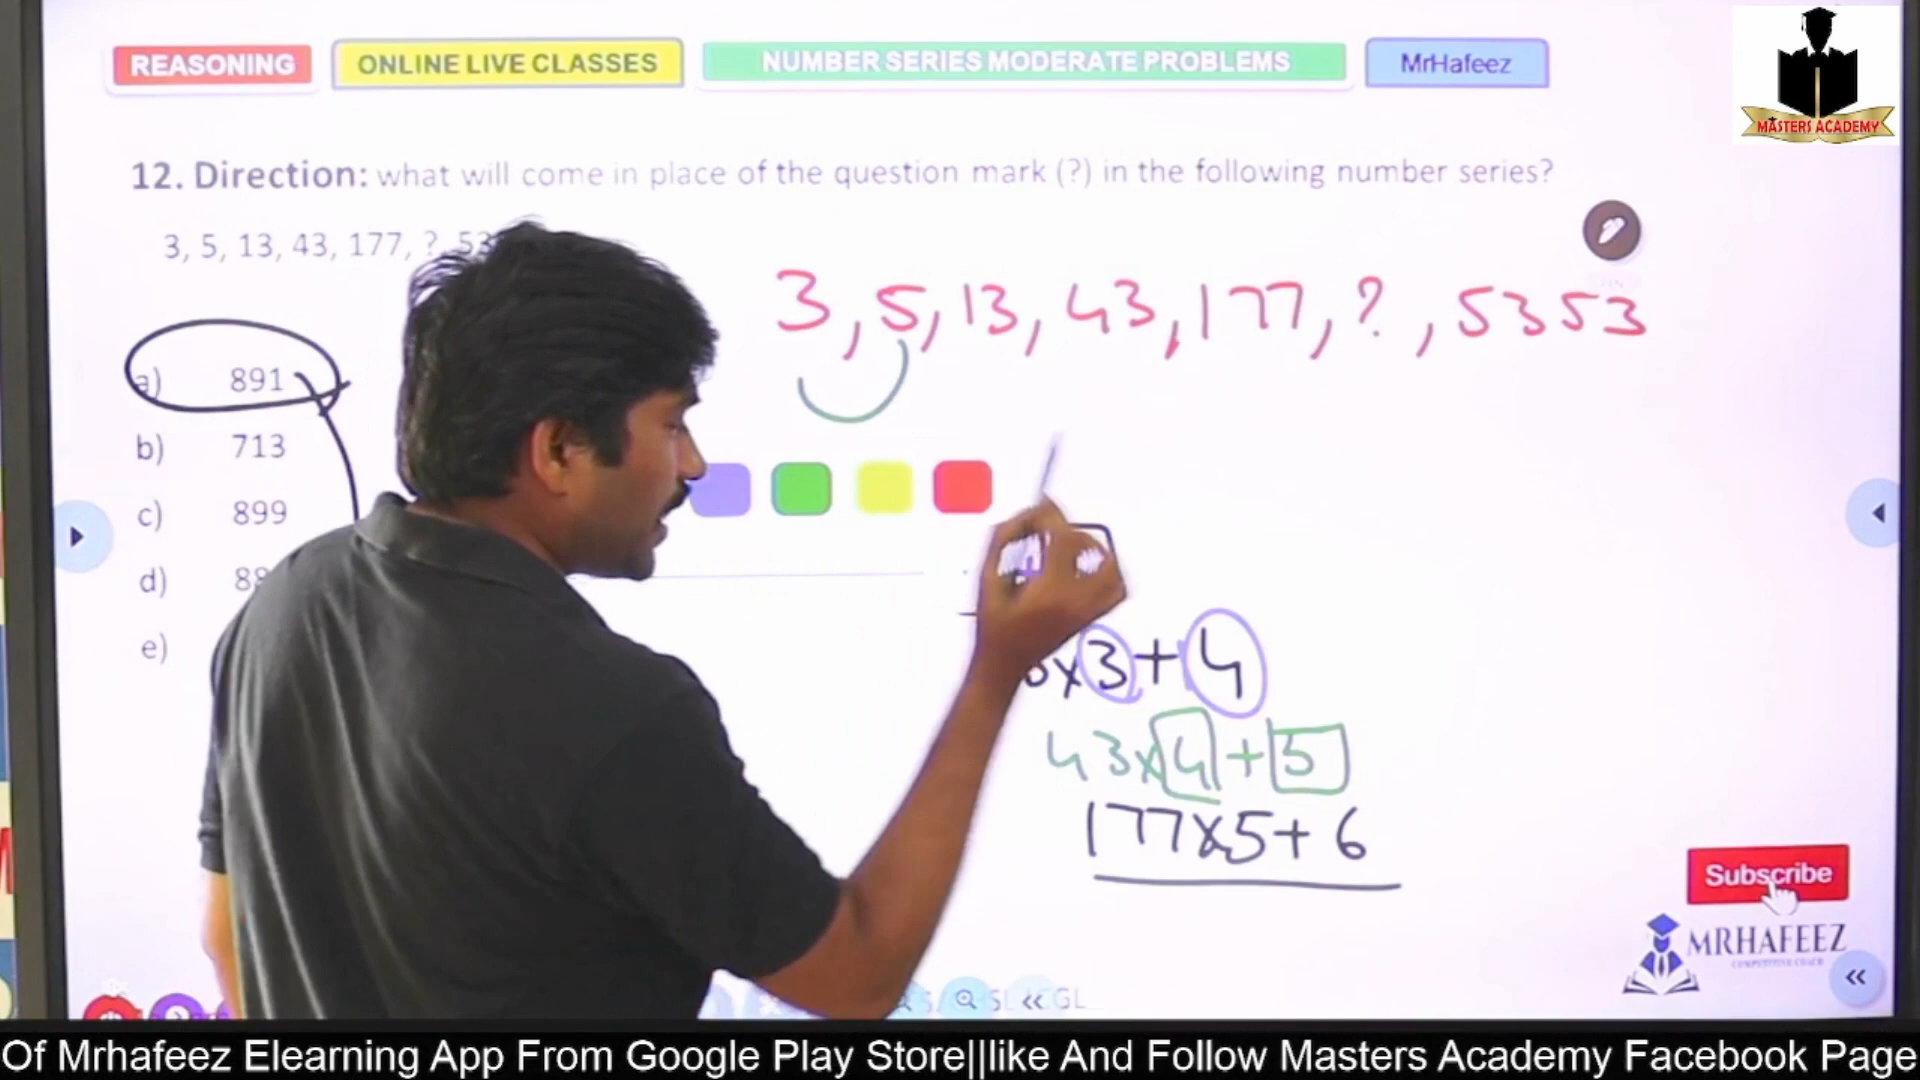 REASONING
ONLINE LIVE CLASSES
NUMBER SERIES MODERATE PROBLEMS
MrHafeez
MASTERS ACADEMY
12. Direction: what will come in place of the question mark (?) in the following number series?
3, 5, 13, 43, 177, ?, 53
3, 5, 13, 43, 177, ?, 5353
a) 891
b) 713
c) 899
d)
e)
x3+4
43x4+5
177x5+6
Subscribe
MRHAFEEZ
COMPETITIVE COACH
Of Mrhafeez Elearning App From Google Play Store||like And Follow Masters Academy Facebook Page